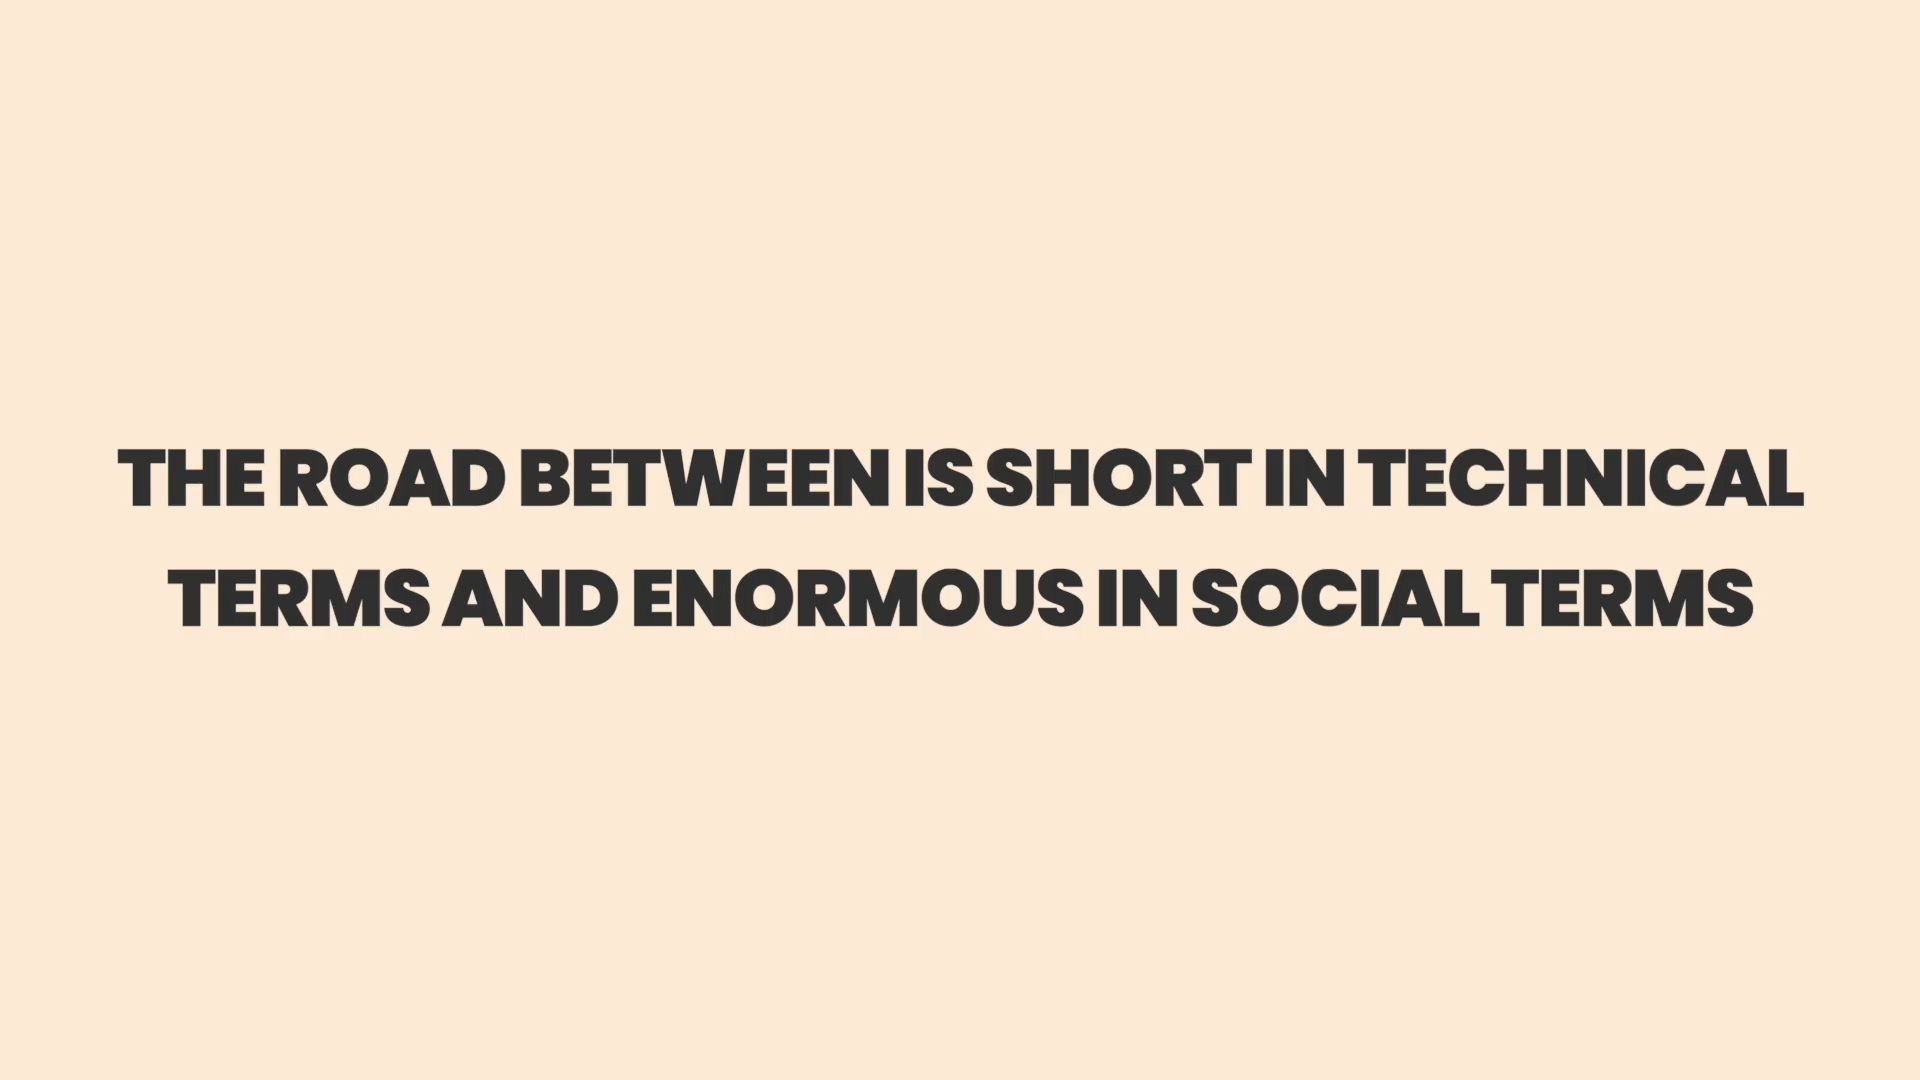 THE ROAD BETWEEN IS SHORT IN TECHNICAL
TERMS AND ENORMOUS IN SOCIAL TERMS